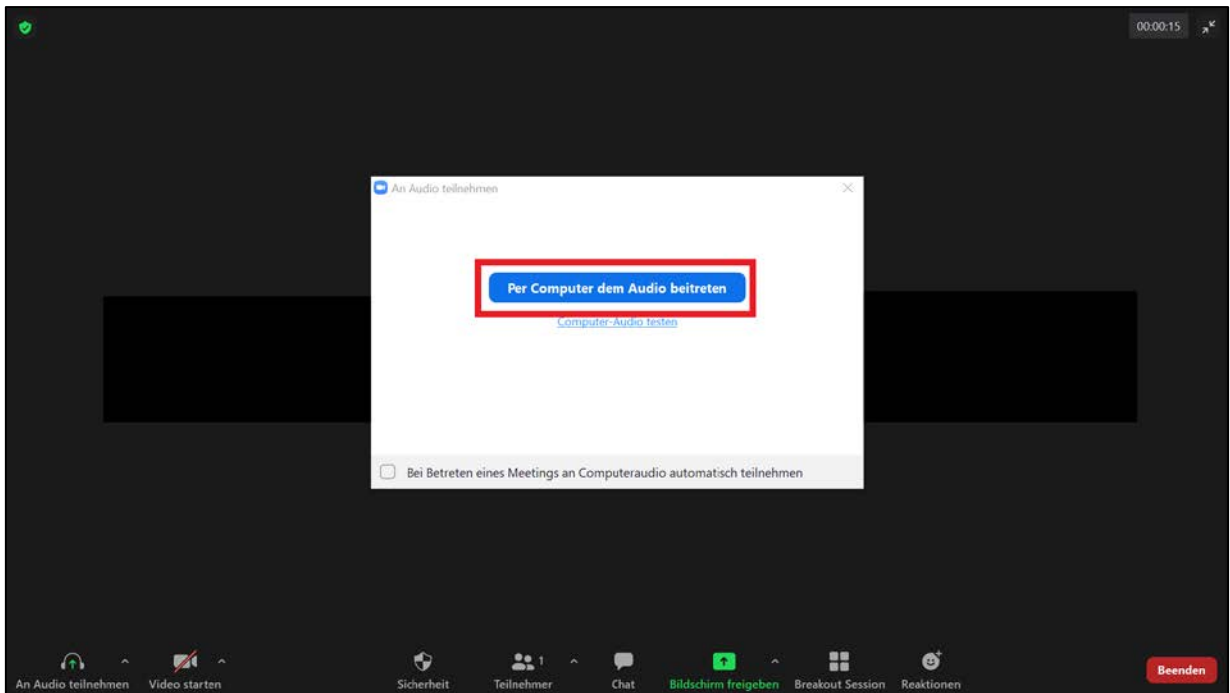 00:00:15
An Audio teilnehmen
Per Computer dem Audio beitreten
Computer-Audio testen
Bei Betreten eines Meetings an Computeraudio automatisch teilnehmen
1
An Audio teilnehmen
Video starten
Sicherheit
Teilnehmer
Chat
Bildschirm freigeben
Breakout Session
Reaktionen
Beenden